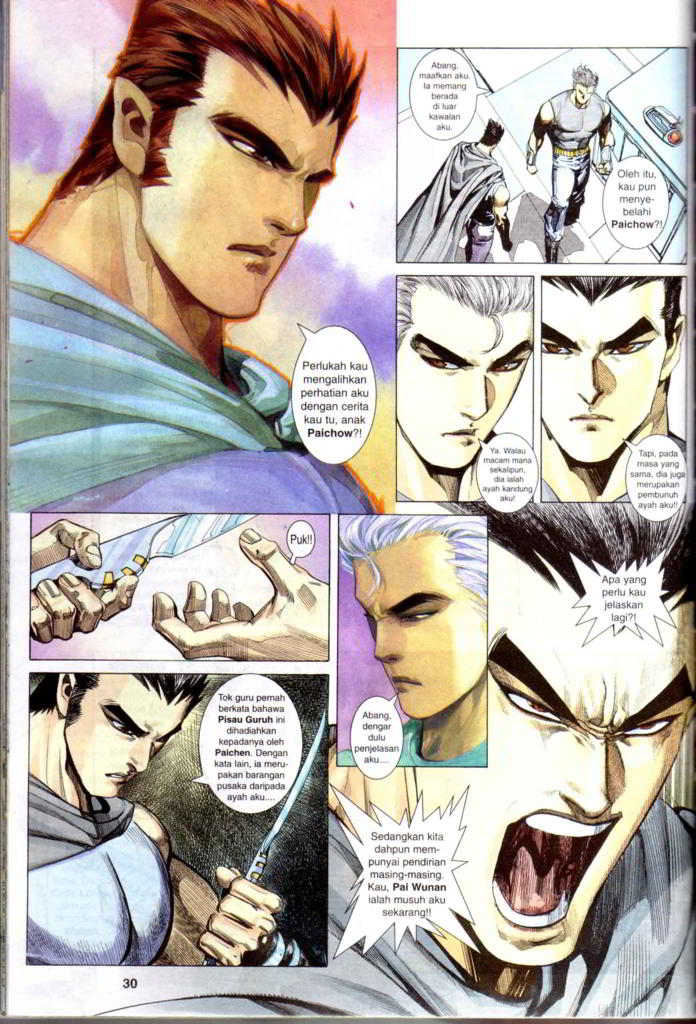 Perlukah kau
mengalihkan
perhatian aku
dengan cerita
kau tu, anak
Paichow?!
Abang,
maafkan aku.
Ia memang
berada
di luar
kawalan
aku.
Oleh itu,
kau pun
menye-
belahi
Paichow?!
Ya. Walau
macam mana
sekalipun,
dia ialah
ayah kandung
aku!
Tapi, pada
masa yang
sama, dia juga
merupakan
pembunuh
ayah aku!!
Puk!!
Tok guru pernah
berkata bahawa
Pisau Guruh ini
dihadiahkan
kepadanya oleh
Paichen. Dengan
kata lain, ia meru-
pakan barangan
pusaka daripada
ayah aku....
Abang,
dengar
dulu
penjelasan
aku....
Apa yang
perlu kau
jelaskan
lagi?!
Sedangkan kita
dahpun mem-
punyai pendirian
masing-masing.
Kau, Pai Wunan
ialah musuh aku
sekarang!!
30